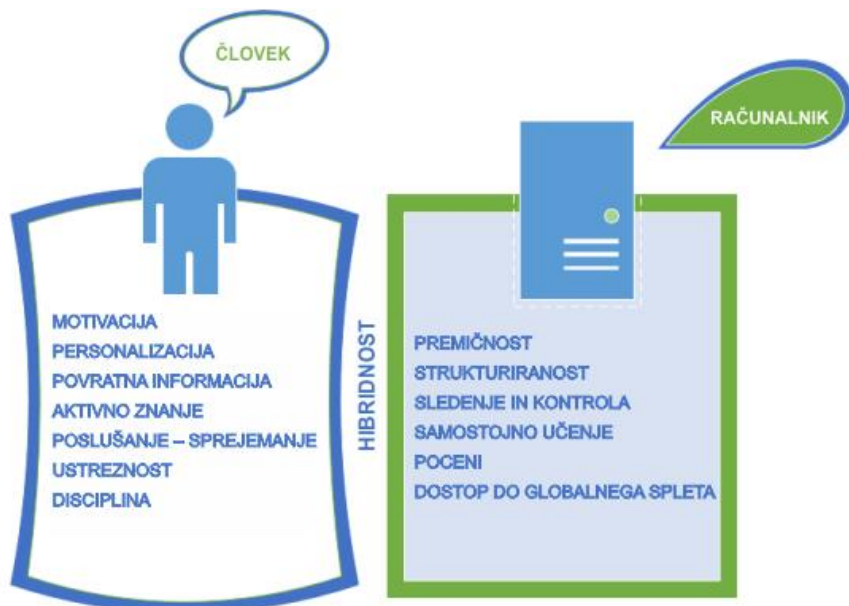 ČLOVEK
RAČUNALNIK
MOTIVACIJA
PERSONALIZACIJA
POVRATNA INFORMACIJA
AKTIVNO ZNANJE
POSLUŠANJE – SPREJEMANJE
USTREZNOST
DISCIPLINA
HIBRIDNOST
PREMIČNOST
STRUKTURIRANOST
SLEDENJE IN KONTROLA
SAMOSTOJNO UČENJE
POCENI
DOSTOP DO GLOBALNEGA SPLETA